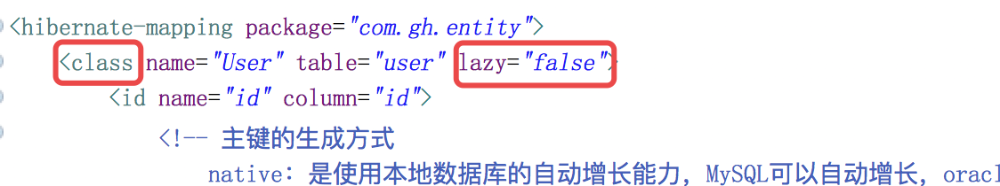 <hibernate-mapping package="com.gh.entity">
<class name="User" table="user" lazy="false">
<id name="id" column="id">
<!-- 主键的生成方式
native: 是使用本地数据库的自动增长能力, MySQL可以自动增长, oracl